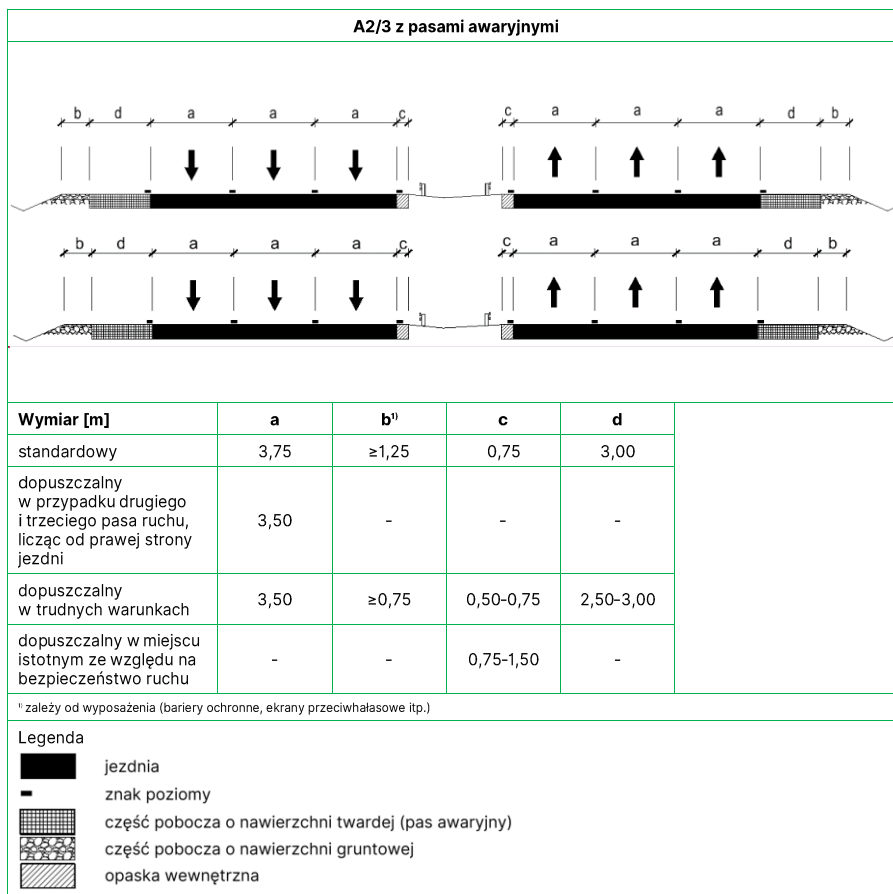 A2/3 z pasami awaryjnymi
b d a a a c c a a a d b
b d a a a c c a a a d b
Wymiar [m] a b¹⁾ c d
standardowy 3,75 ≥1,25 0,75 3,00
dopuszczalny
w przypadku drugiego
i trzeciego pasa ruchu,
licząc od prawej strony
jezdni
3,50 - - -
dopuszczalny
w trudnych warunkach
3,50 ≥0,75 0,50-0,75 2,50-3,00
dopuszczalny w miejscu
istotnym ze względu na
bezpieczeństwo ruchu
- - 0,75-1,50 -
¹⁾ zależy od wyposażenia (bariery ochronne, ekrany przeciwhałasowe itp.)
Legenda
jezdnia
znak poziomy
część pobocza o nawierzchni twardej (pas awaryjny)
część pobocza o nawierzchni gruntowej
opaska wewnętrzna